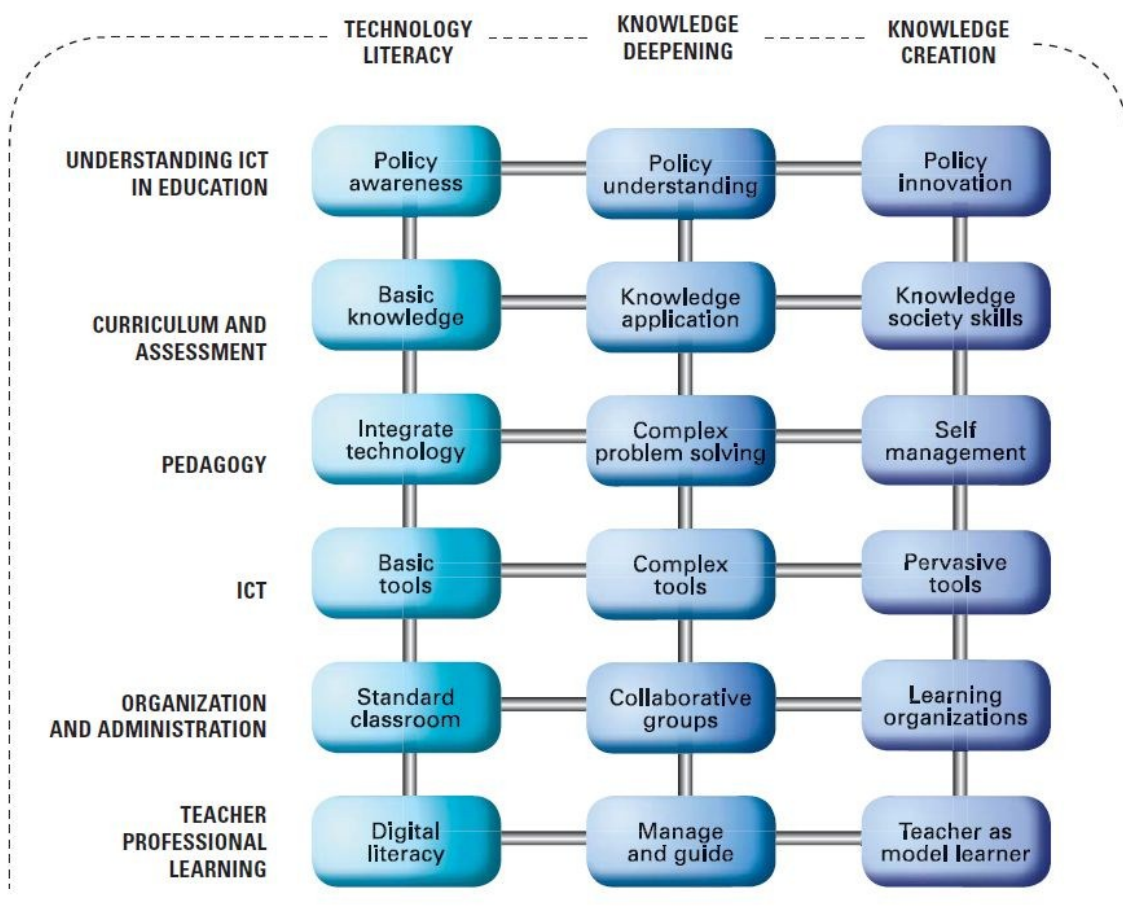 TECHNOLOGY
LITERACY
KNOWLEDGE
DEEPENING
KNOWLEDGE
CREATION
UNDERSTANDING ICT
IN EDUCATION
Policy
awareness
Policy
understanding
Policy
innovation
CURRICULUM AND
ASSESSMENT
Basic
knowledge
Knowledge
application
Knowledge
society skills
PEDAGOGY
Integrate
technology
Complex
problem solving
Self
management
ICT
Basic
tools
Complex
tools
Pervasive
tools
ORGANIZATION
AND ADMINISTRATION
Standard
classroom
Collaborative
groups
Learning
organizations
TEACHER
PROFESSIONAL
LEARNING
Digital
literacy
Manage
and guide
Teacher as
model learner